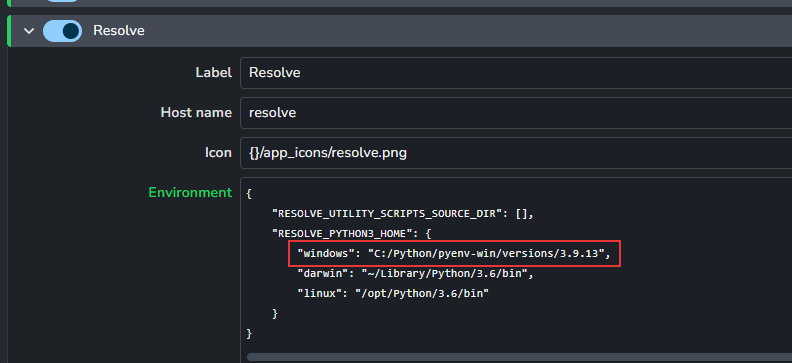 Resolve
Label Resolve
Host name resolve
Icon {}/app_icons/resolve.png
Environment {
"RESOLVE_UTILITY_SCRIPTS_SOURCE_DIR": [],
"RESOLVE_PYTHON3_HOME": {
"windows": "C:/Python/pyenv-win/versions/3.9.13",
"darwin": "~/Library/Python/3.6/bin",
"linux": "/opt/Python/3.6/bin"
}
}